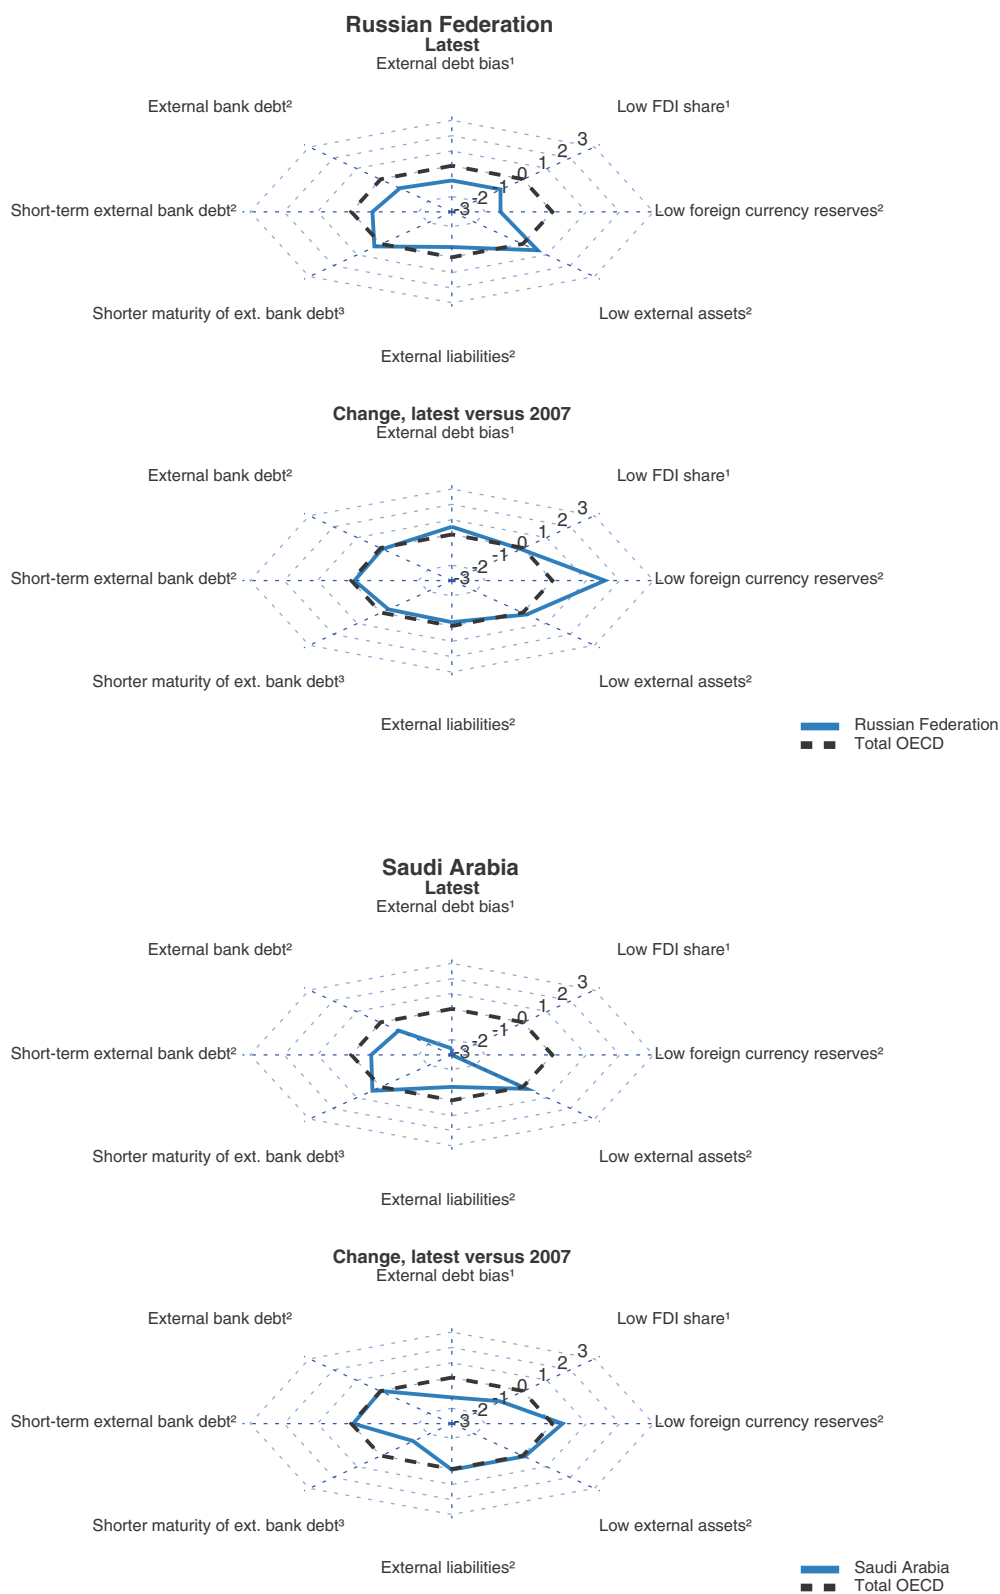 Russian Federation
Latest
External debt bias¹
External bank debt²
Low FDI share¹
3
2
1
0
-1
-2
-3
Short-term external bank debt²
Low foreign currency reserves²
Shorter maturity of ext. bank debt³
Low external assets²
External liabilities²
Change, latest versus 2007
External debt bias¹
External bank debt²
Low FDI share¹
3
2
1
0
-1
-2
-3
Short-term external bank debt²
Low foreign currency reserves²
Shorter maturity of ext. bank debt³
Low external assets²
External liabilities²
Russian Federation
Total OECD
Saudi Arabia
Latest
External debt bias¹
External bank debt²
Low FDI share¹
3
2
1
0
-1
-2
-3
Short-term external bank debt²
Low foreign currency reserves²
Shorter maturity of ext. bank debt³
Low external assets²
External liabilities²
Change, latest versus 2007
External debt bias¹
External bank debt²
Low FDI share¹
3
2
1
0
-1
-2
-3
Short-term external bank debt²
Low foreign currency reserves²
Shorter maturity of ext. bank debt³
Low external assets²
External liabilities²
Saudi Arabia
Total OECD